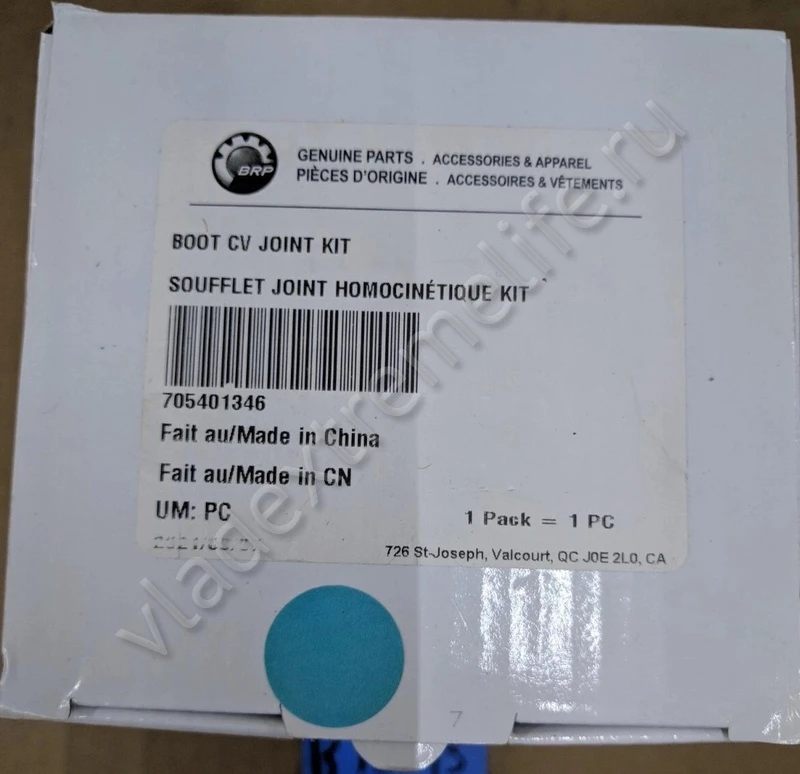 BRP
GENUINE PARTS . ACCESSORIES & APPAREL
PIÈCES D'ORIGINE . ACCESSOIRES & VÊTEMENTS
BOOT CV JOINT KIT
SOUFFLET JOINT HOMOCINÉTIQUE KIT
705401346
Fait au/Made in China
Fait au/Made in CN
UM: PC
1 Pack = 1 PC
726 St-Joseph, Valcourt, QC J0E 2L0, CA
7
vladextremelife.ru